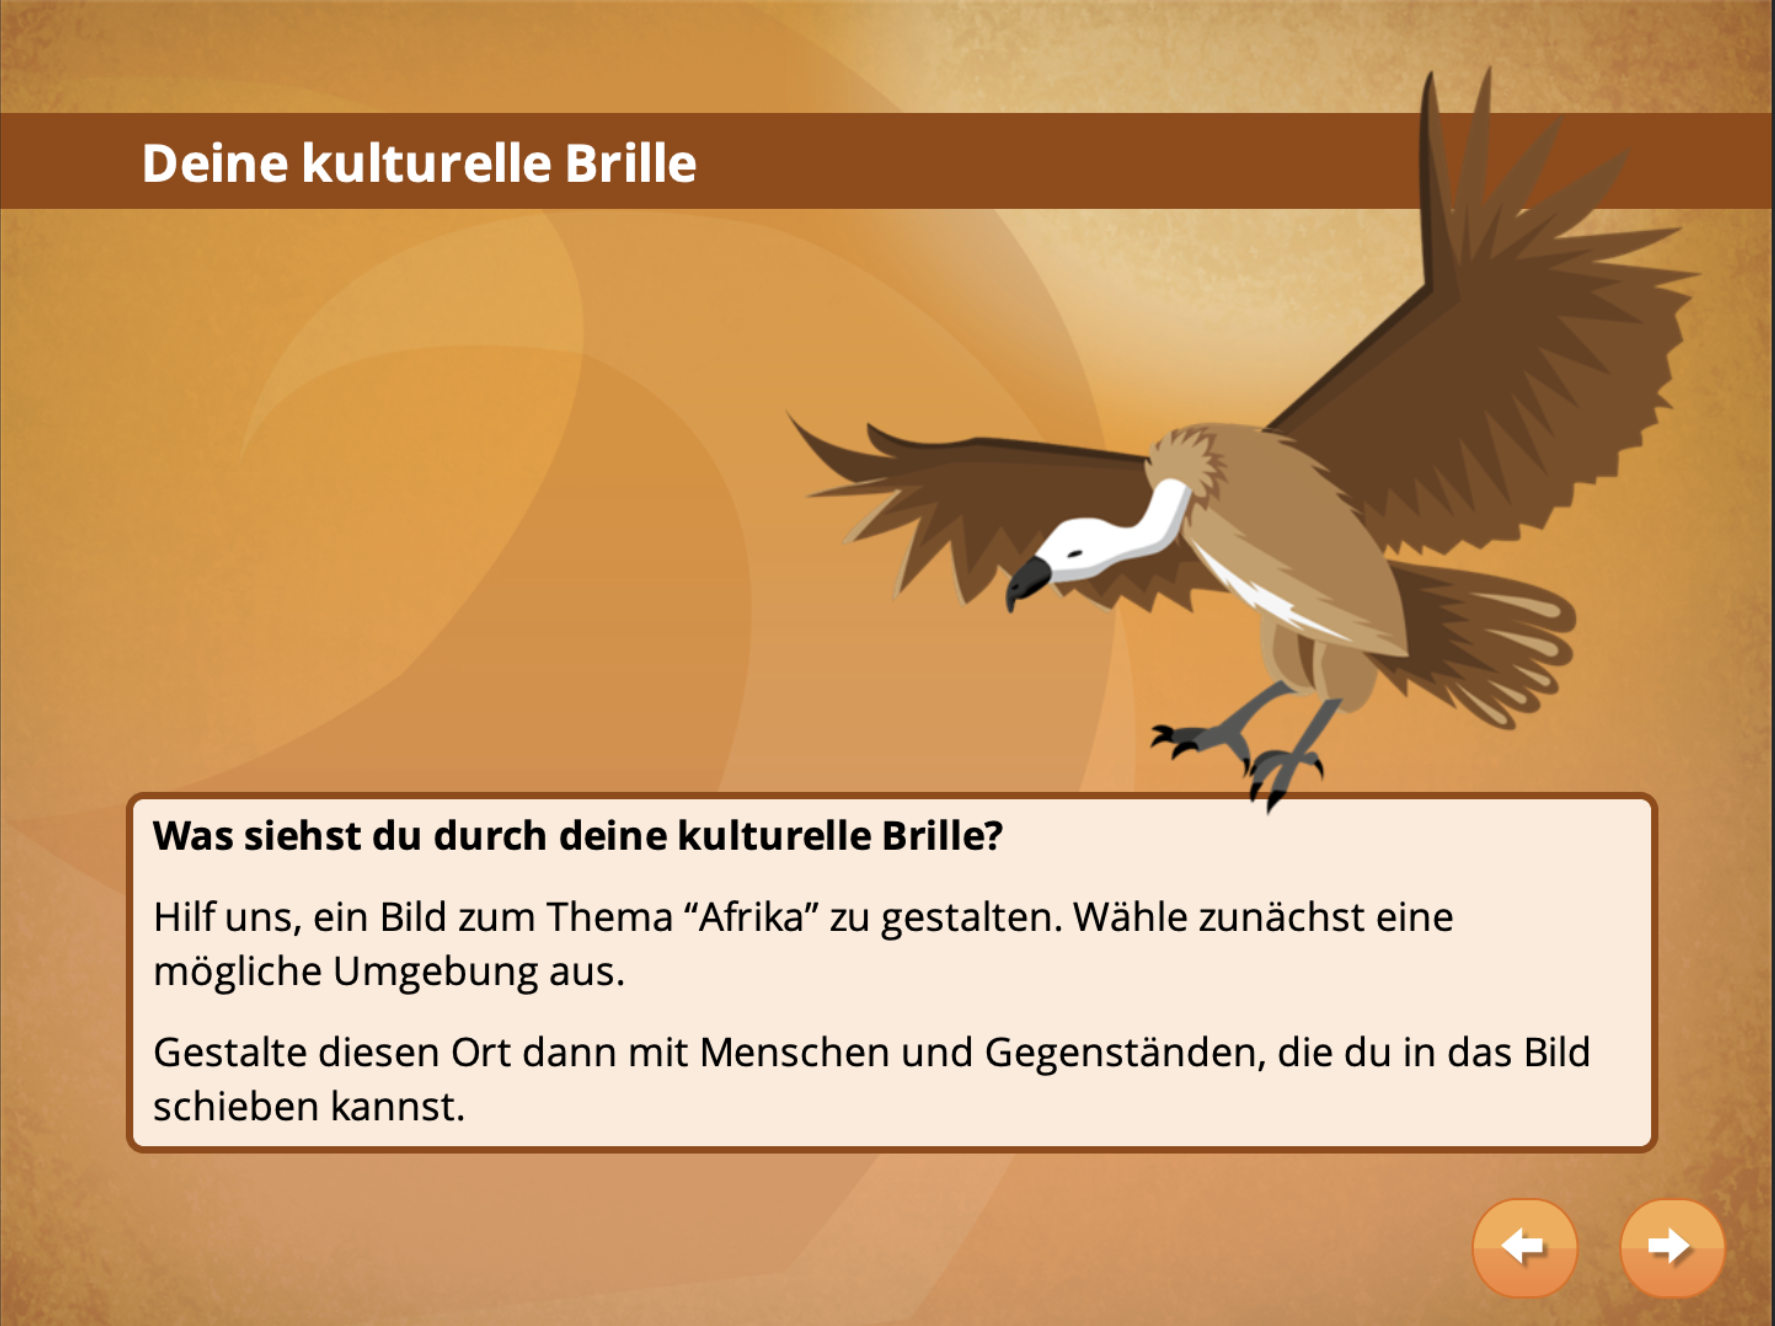 Deine kulturelle Brille
Was siehst du durch deine kulturelle Brille?
Hilf uns, ein Bild zum Thema “Afrika” zu gestalten. Wähle zunächst eine
mögliche Umgebung aus.
Gestalte diesen Ort dann mit Menschen und Gegenständen, die du in das Bild
schieben kannst.